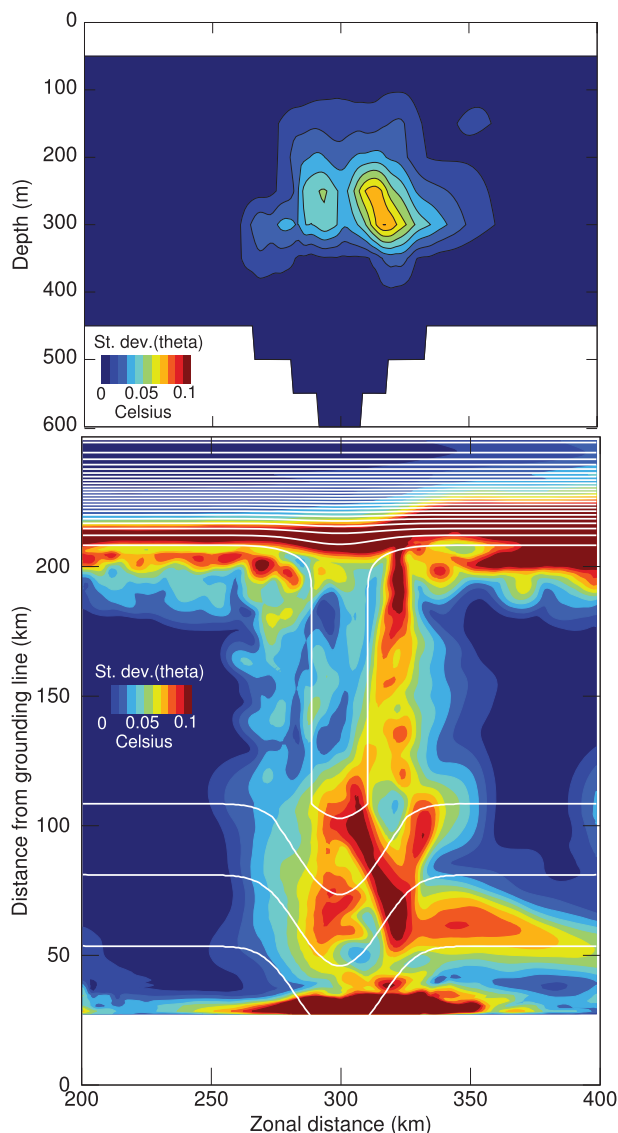 0
100
200
300
400
500
600
Depth (m)
St. dev.(theta)
0 0.05 0.1
Celsius
200
150
100
50
0
Distance from grounding line (km)
St. dev.(theta)
0 0.05 0.1
Celsius
200 250 300 350 400
Zonal distance (km)